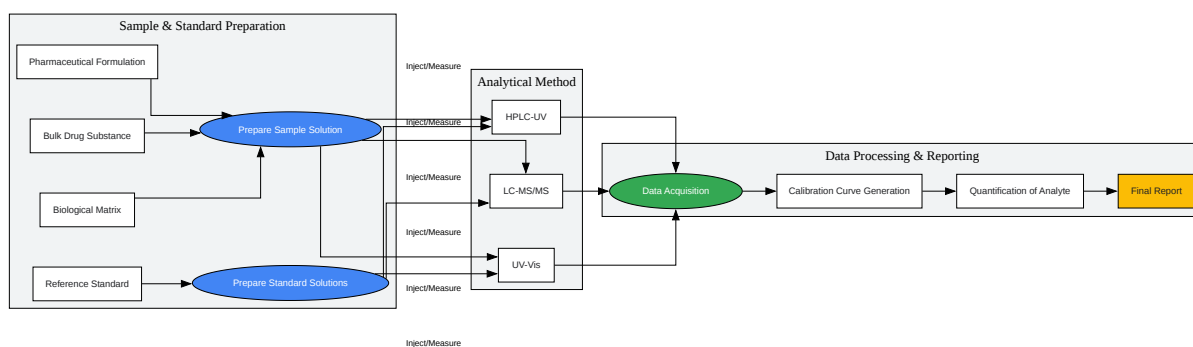 Sample & Standard Preparation
Pharmaceutical Formulation
Bulk Drug Substance
Biological Matrix
Reference Standard
Prepare Sample Solution
Prepare Standard Solutions
Inject/Measure
Inject/Measure
Inject/Measure
Inject/Measure
Inject/Measure
Inject/Measure
Analytical Method
HPLC-UV
LC-MS/MS
UV-Vis
Data Processing & Reporting
Data Acquisition
Calibration Curve Generation
Quantification of Analyte
Final Report